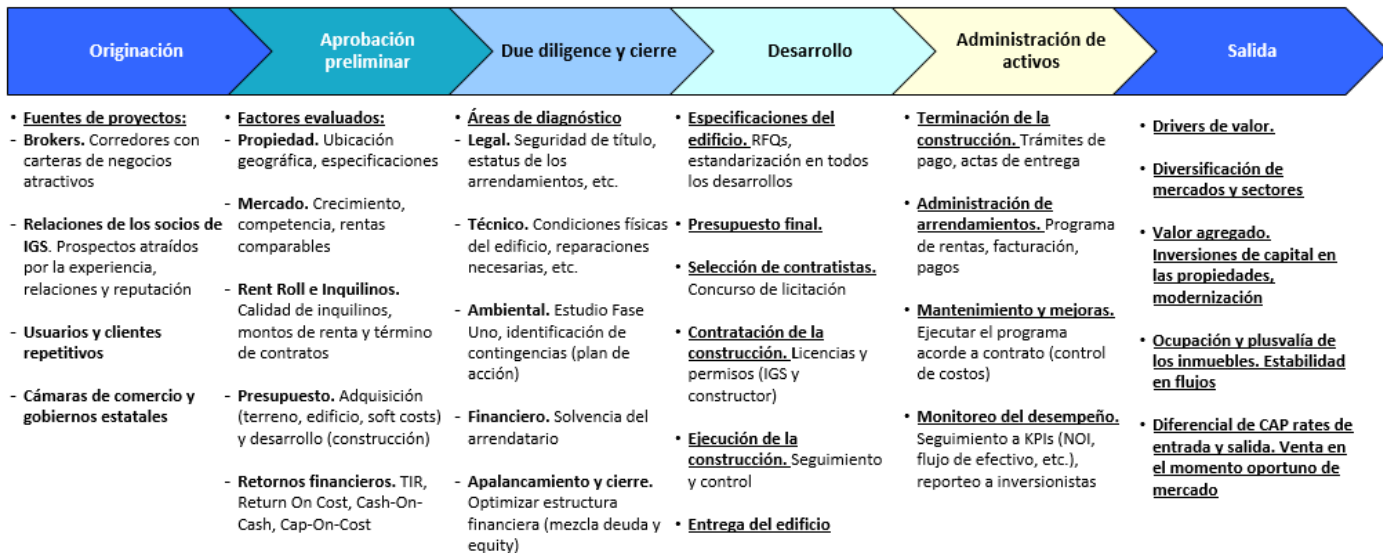 Originación
Aprobación
preliminar
Due diligence y cierre
Desarrollo
Administración de
activos
Salida
• Fuentes de proyectos:
- Brokers. Corredores con
carteras de negocios
atractivos
- Relaciones de los socios de
IGS. Prospectos atraídos
por la experiencia,
relaciones y reputación
- Usuarios y clientes
repetitivos
- Cámaras de comercio y
gobiernos estatales
• Factores evaluados:
- Propiedad. Ubicación
geográfica, especificaciones
- Mercado. Crecimiento,
competencia, rentas
comparables
- Rent Roll e Inquilinos.
Calidad de inquilinos,
montos de renta y término
de contratos
- Presupuesto. Adquisición
(terreno, edificio, soft costs)
y desarrollo (construcción)
- Retornos financieros. TIR,
Return On Cost, Cash-On-
Cash, Cap-On-Cost
• Áreas de diagnóstico
- Legal. Seguridad de título,
estatus de los
arrendamientos, etc.
- Técnico. Condiciones físicas
del edificio, reparaciones
necesarias, etc.
- Ambiental. Estudio Fase
Uno, identificación de
contingencias (plan de
acción)
- Financiero. Solvencia del
arrendatario
- Apalancamiento y cierre.
Optimizar estructura
financiera (mezcla deuda y
equity)
• Especificaciones del
edificio. RFQs,
estandarización en todos
los desarrollos
• Presupuesto final.
• Selección de contratistas.
Concurso de licitación
• Contratación de la
construcción. Licencias y
permisos (IGS y
constructor)
• Ejecución de la
construcción. Seguimiento
y control
• Entrega del edificio
• Terminación de la
construcción. Trámites de
pago, actas de entrega
• Administración de
arrendamientos. Programa
de rentas, facturación,
pagos
• Mantenimiento y mejoras.
Ejecutar el programa
acorde a contrato (control
de costos)
• Monitoreo del desempeño.
Seguimiento a KPIs (NOI,
flujo de efectivo, etc.),
reporteo a inversionistas
• Drivers de valor.
• Diversificación de
mercados y sectores
• Valor agregado.
Inversiones de capital en
las propiedades,
modernización
• Ocupación y plusvalía de
los inmuebles. Estabilidad
en flujos
• Diferencial de CAP rates de
entrada y salida. Venta en
el momento oportuno de
mercado